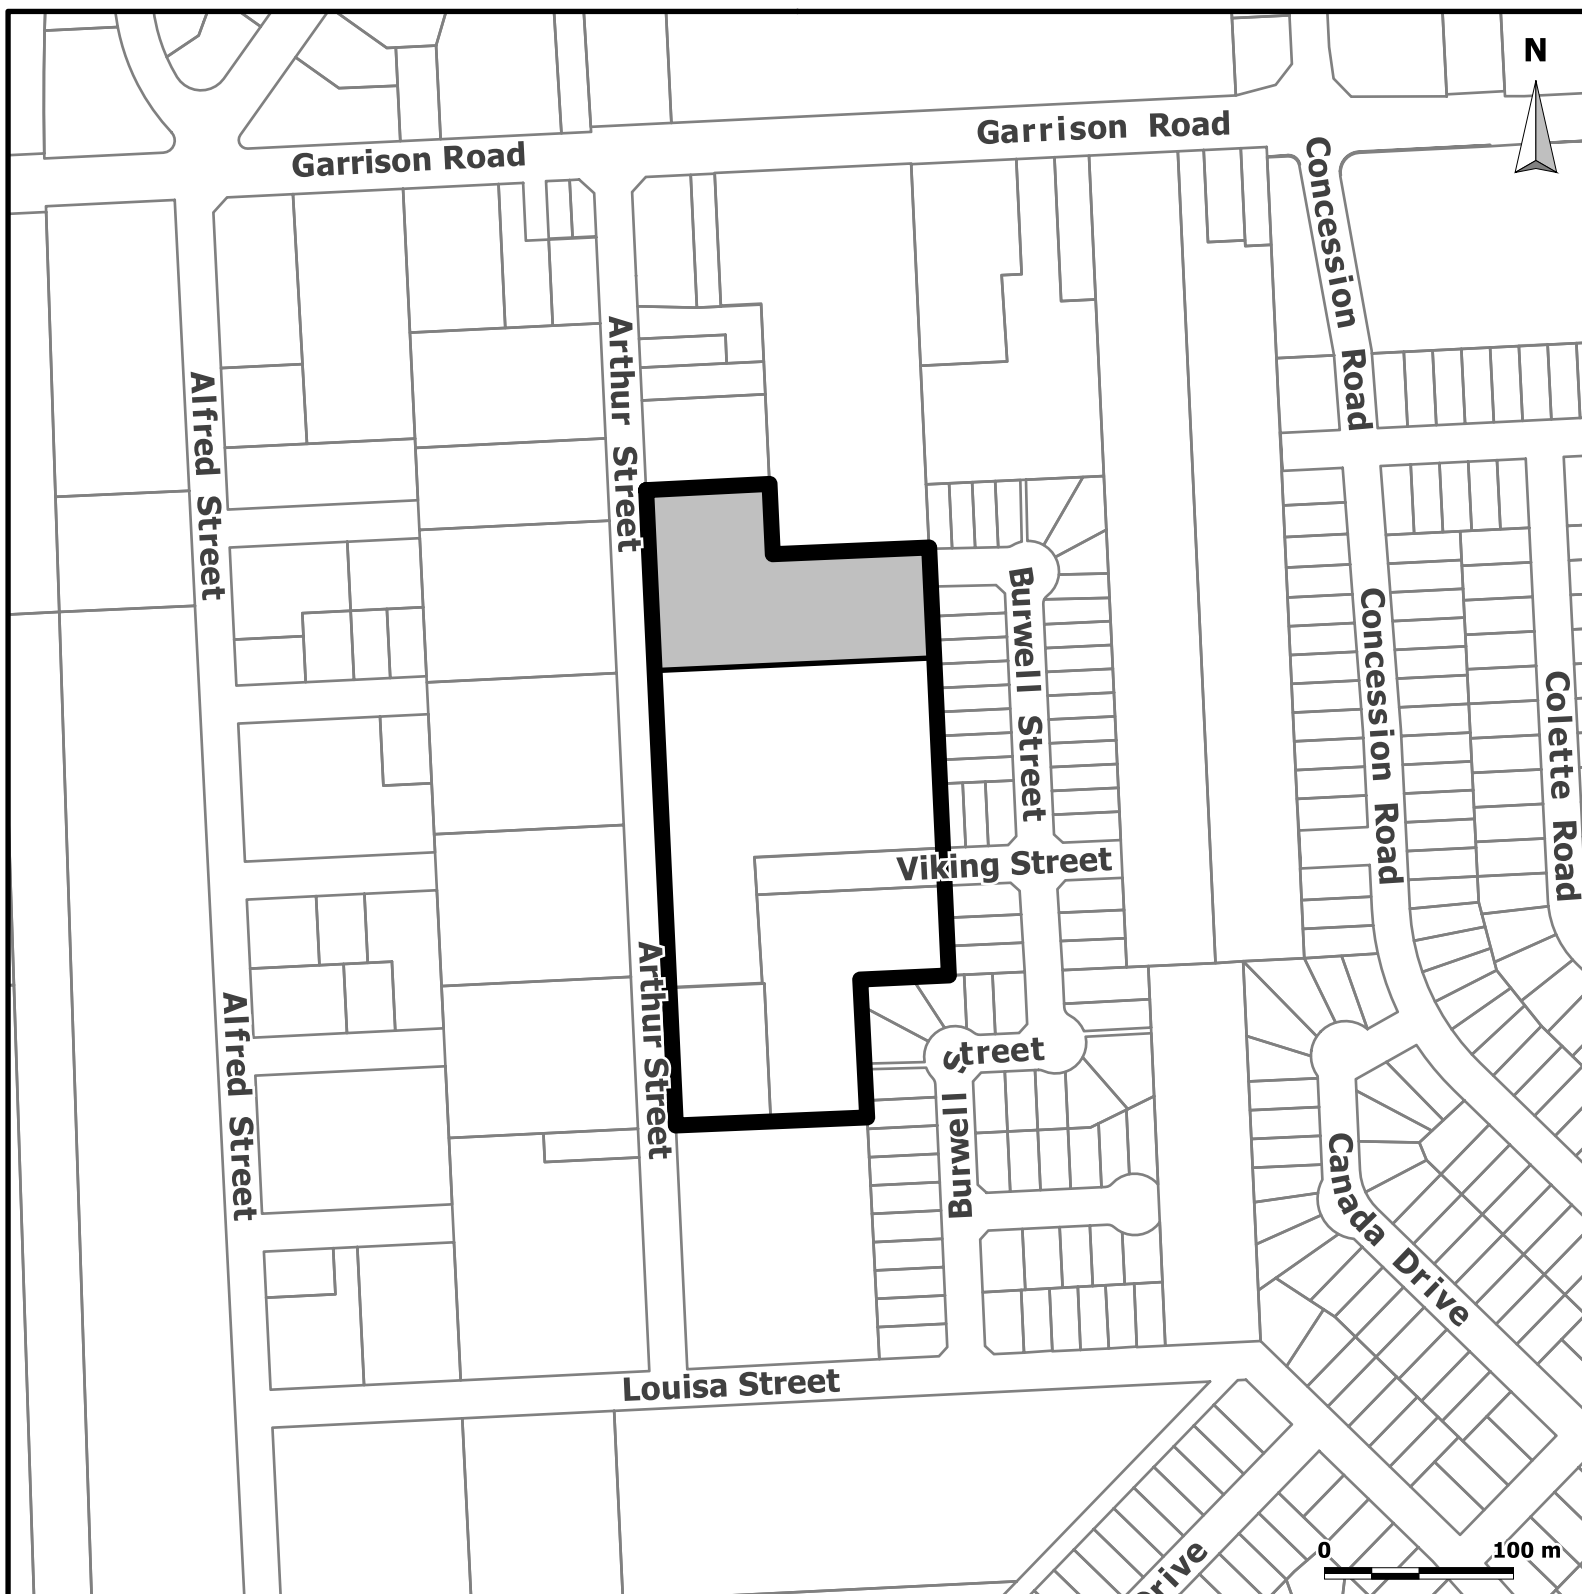 N
Garrison Road
Garrison Road
Concession Road
Arthur Street
Alfred Street
Burwell Street
Concession Road
Colette Road
Viking Street
Arthur Street
Alfred Street
Street
Burwell
Canada Drive
Louisa Street
rive
0 100 m